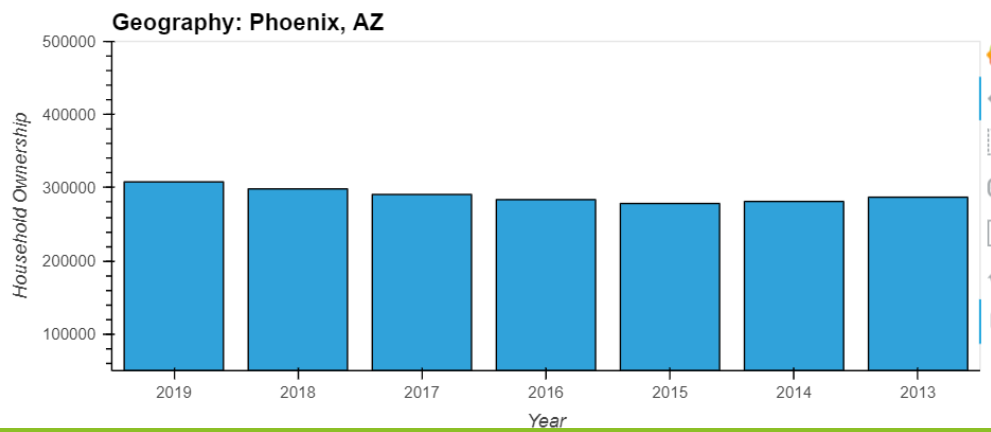 Geography: Phoenix, AZ
500000
400000
300000
200000
100000
Household Ownership
2019 2018 2017 2016 2015 2014 2013
Year